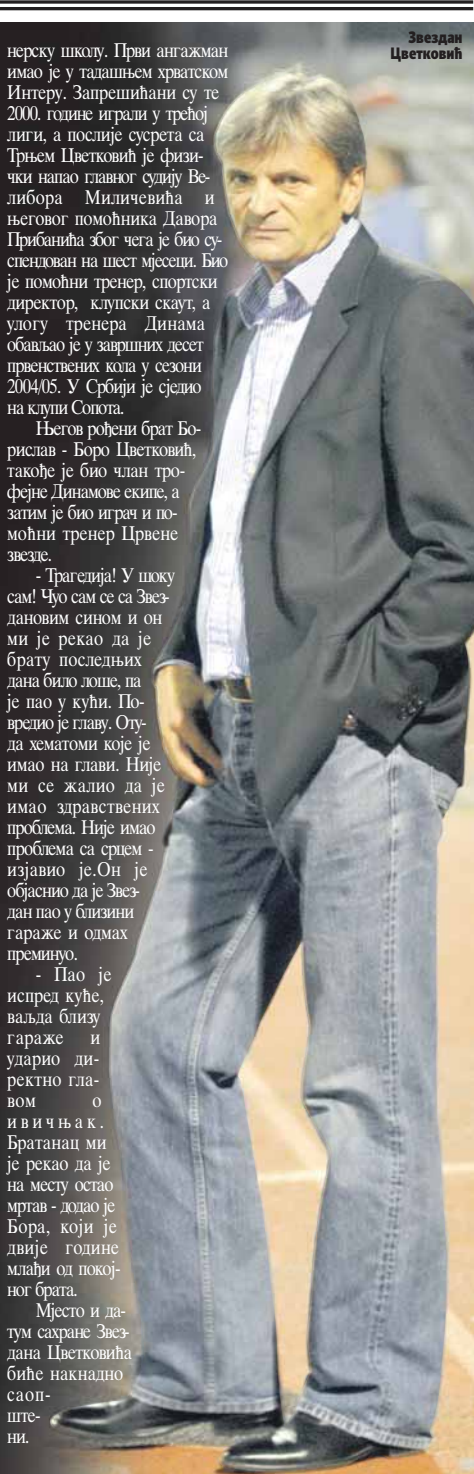 Звездан
Цветковић
нерску школу. Први ангажман
имао је у тадашњем хрватском
Интеру. Запрешићани су те
2000. године играли у трећој
лиги, а послије сусрета са
Трњем Цветковић је физи-
чки напао главног судију Ве-
либора Миличевића и
његовог помоћника Давора
Прибанића због чега је био су-
спендован на шест мјесеци. Био
је помоћни тренер, спортски
директор, клупски скаут, а
улогу тренера Динама
обављао је у завршних десет
првенствених кола у сезони
2004/05. У Србији је сједио
на клупи Сопота.
Његов рођени брат Бо-
рислав - Боро Цветковић,
такође је био члан тро-
фејне Динамове екипе, а
затим је био играч и по-
моћни тренер Црвене
звезде.
- Трагедија! У шоку
сам! Чуо сам се са Звез-
дановим сином и он
ми је рекао да је
брату последњих
дана било лоше, па
је пао у кући. По-
вредио је главу. Оту-
да хематоми које је
имао на глави. Није
ми се жалио да је
имао здравствених
проблема. Није имао
проблема са срцем -
изјавио је.Он је
објаснио да је Звез-
дан пао у близини
гараже и одмах
преминуо.
- Пао је
испред куће,
ваљда близу
гараже и
ударио ди-
ректно гла-
вом о
ивичњак.
Братанац ми
је рекао да је
на месту остао
мртав - додао је
Бора, који је
двије године
млађи од покој-
ног брата.
Мјесто и да-
тум сахране Звез-
дана Цветковића
биће накнадно
саоп-
ште-
ни.